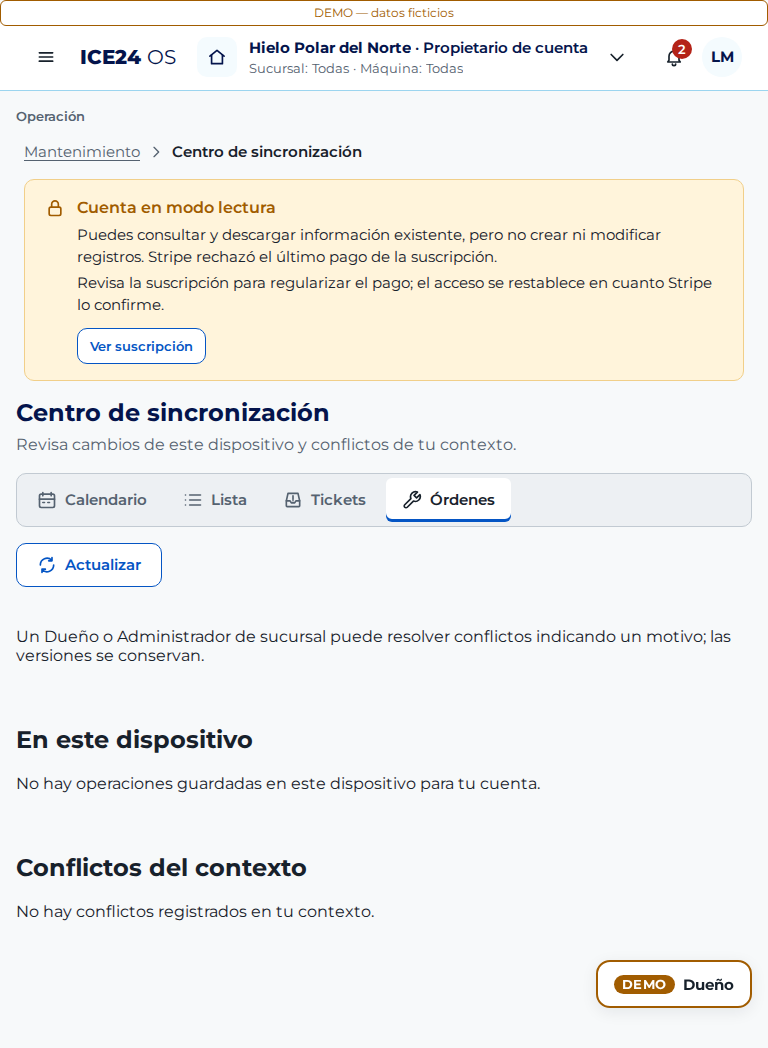 DEMO — datos ficticios
ICE24 OS
Hielo Polar del Norte · Propietario de cuenta
Sucursal: Todas · Máquina: Todas
2
LM
Operación
Mantenimiento > Centro de sincronización
Cuenta en modo lectura
Puedes consultar y descargar información existente, pero no crear ni modificar
registros. Stripe rechazó el último pago de la suscripción.
Revisa la suscripción para regularizar el pago; el acceso se restablece en cuanto Stripe
lo confirme.
Ver suscripción
Centro de sincronización
Revisa cambios de este dispositivo y conflictos de tu contexto.
Calendario Lista Tickets Órdenes
Actualizar
Un Dueño o Administrador de sucursal puede resolver conflictos indicando un motivo; las
versiones se conservan.
En este dispositivo
No hay operaciones guardadas en este dispositivo para tu cuenta.
Conflictos del contexto
No hay conflictos registrados en tu contexto.
DEMO Dueño